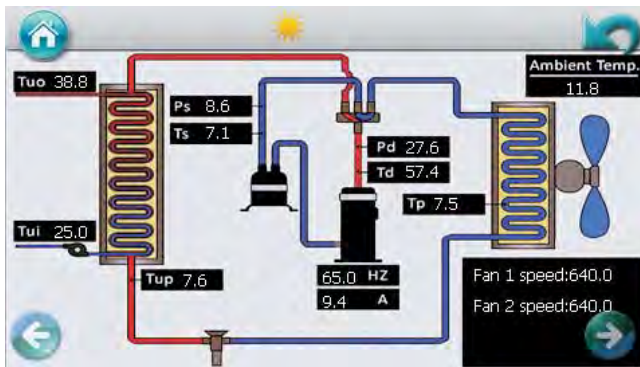 Tuo 38.8
Ambient Temp.
11.8
Ps 8.6
Ts 7.1
Pd 27.6
Td 57.4
Tp 7.5
Tui 25.0
Tup 7.6
65.0 HZ
9.4 A
Fan 1 speed:640.0
Fan 2 speed:640.0